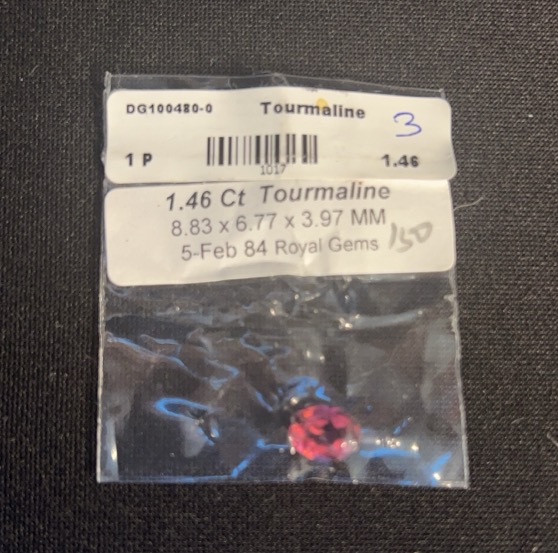 DG100480-0 Tourmaline 3
1 P 1.46
1017
1.46 Ct Tourmaline
8.83 x 6.77 x 3.97 MM
5-Feb 84 Royal Gems 150